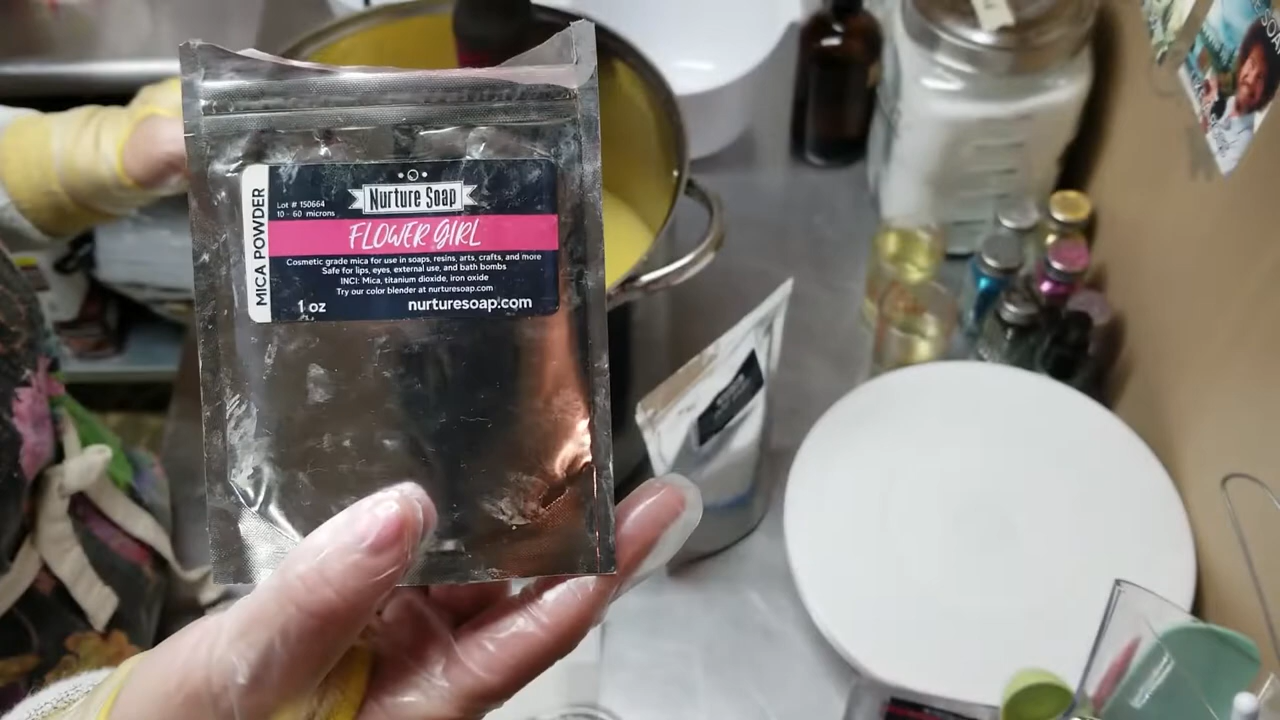 MICA POWDER
Lot # 150664
10 - 60 microns
Nurture Soap
FLOWER GIRL
Cosmetic grade mica for use in soaps, resins, arts, crafts, and more
Safe for lips, eyes, external use, and bath bombs
INCI: Mica, titanium dioxide, iron oxide
Try our color blender at nurturesoap.com
1 oz
nurturesoap.com